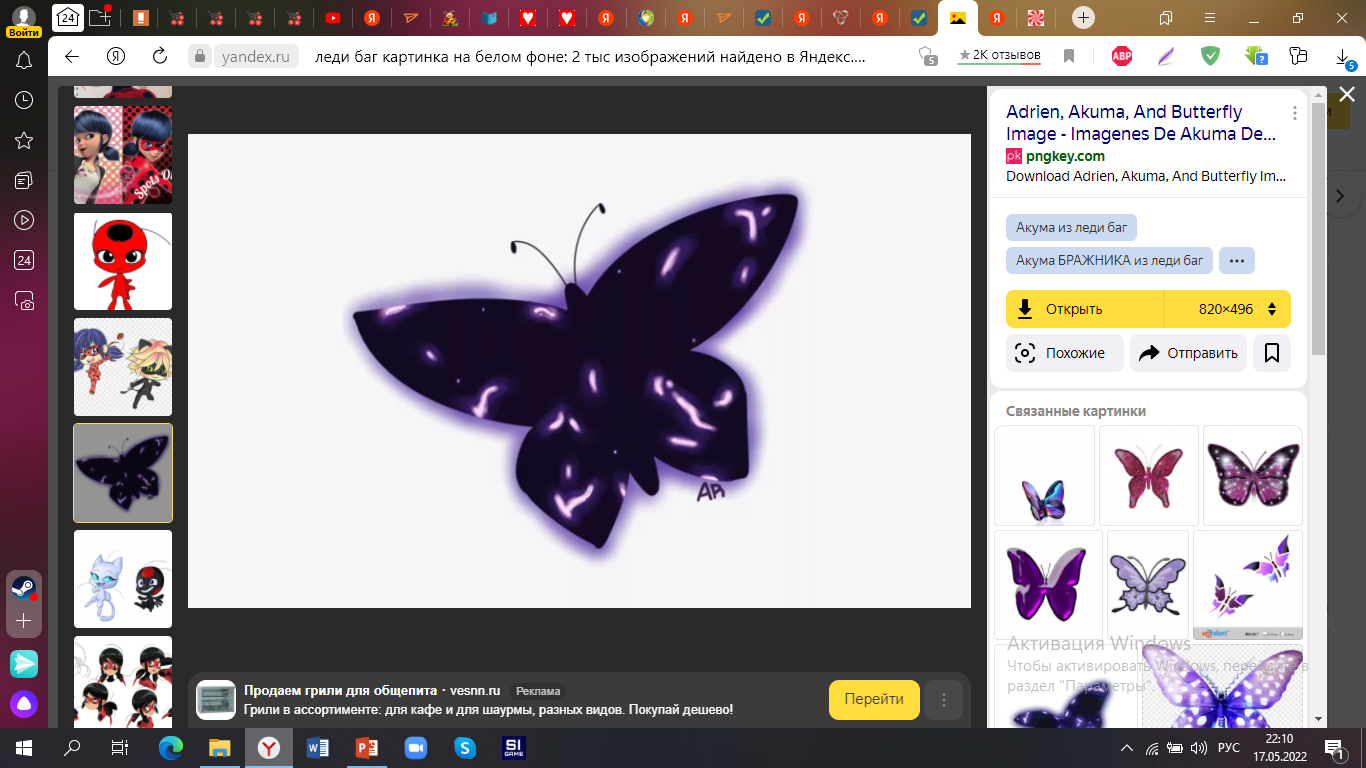 24
Войти
yandex.ru
леди баг картинка на белом фоне: 2 тыс изображений найдено в Яндекс....
5
★ 2K отзывов
ABP
?
5
24
Spots O
AR
Adrien, Akuma, And Butterfly
Image - Imagenes De Akuma De...
pk pngkey.com
Download Adrien, Akuma, And Butterfly Im...
Акума из леди баг
Акума БРАЖНИКА из леди баг
Открыть
820×496
Похожие
Отправить
Связанные картинки
Активация Windows
Чтобы активировать Windows, перейдите в
раздел "Параметры".
Продаем грили для общепита · vesnn.ru Реклама
Грили в ассортименте: для кафе и для шаурмы, разных видов. Покупай дешево!
Перейти
SI
GAME
РУС
22:10
17.05.2022
1